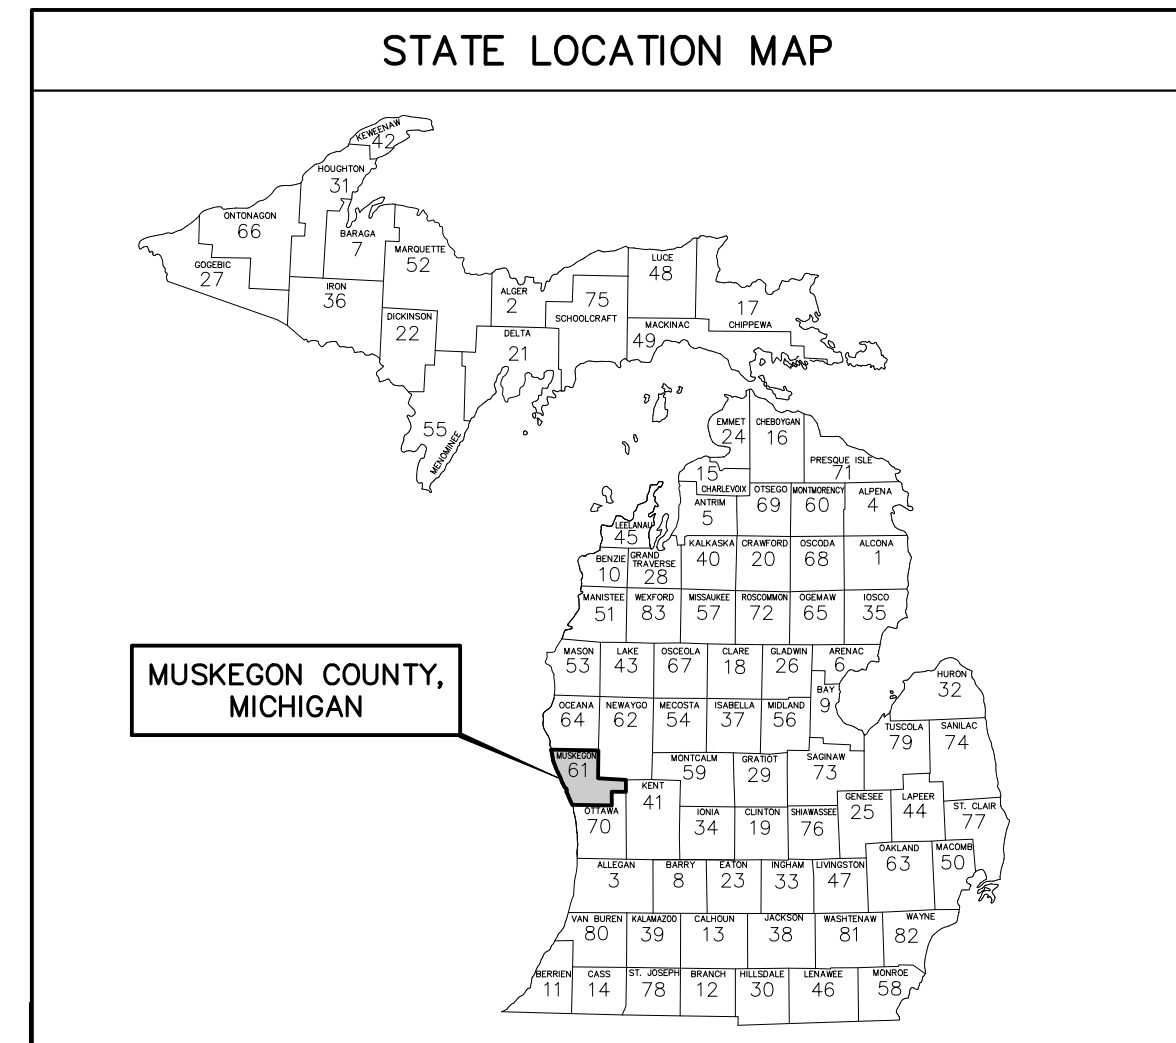 STATE LOCATION MAP
KEWEENAW
42
HOUGHTON
31
ONTONAGON
66
BARAGA
7
MARQUETTE
52
GOGEBIC
27
IRON
36
LUCE
48
ALGER
2
75
SCHOOLCRAFT
17
CHIPPEWA
DICKINSON
22
MACKINAC
49
DELTA
21
55
MENOMINEE
EMMET
24
CHEBOYGAN
16
PRESQUE ISLE
71
15
CHARLEVOIX
ANTRIM
5
OTSEGO
69
MONTMORENCY
60
ALPENA
4
LEELANAU
45
BENZIE
10
GRAND
TRAVERSE
28
KALKASKA
40
CRAWFORD
20
OSCODA
68
ALCONA
1
MANISTEE
51
WEXFORD
83
MISSAUKEE
57
ROSCOMMON
72
OGEMAW
65
IOSCO
35
MASON
53
LAKE
43
OSCEOLA
67
CLARE
18
GLADWIN
26
ARENAC
6
MUSKEGON COUNTY,
MICHIGAN
HURON
32
BAY
9
OCEANA
64
NEWAYGO
62
MECOSTA
54
ISABELLA
37
MIDLAND
56
TUSCOLA
79
SANILAC
74
MUSKEGON
61
MONTCALM
59
GRATIOT
29
SAGINAW
73
KENT
41
OTTAWA
70
IONIA
34
CLINTON
19
SHIAWASSEE
76
GENESEE
25
LAPEER
44
ST. CLAIR
77
ALLEGAN
3
BARRY
8
EATON
23
INGHAM
33
LIVINGSTON
47
OAKLAND
63
MACOMB
50
VAN BUREN
80
KALAMAZOO
39
CALHOUN
13
JACKSON
38
WASHTENAW
81
WAYNE
82
BERRIEN
11
CASS
14
ST. JOSEPH
78
BRANCH
12
HILLSDALE
30
LENAWEE
46
MONROE
58